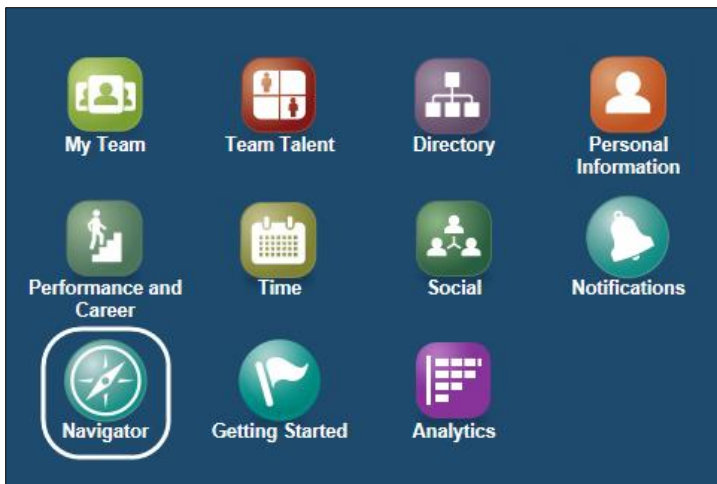 My Team
Team Talent
Directory
Personal
Information
Performance and
Career
Time
Social
Notifications
Navigator
Getting Started
Analytics